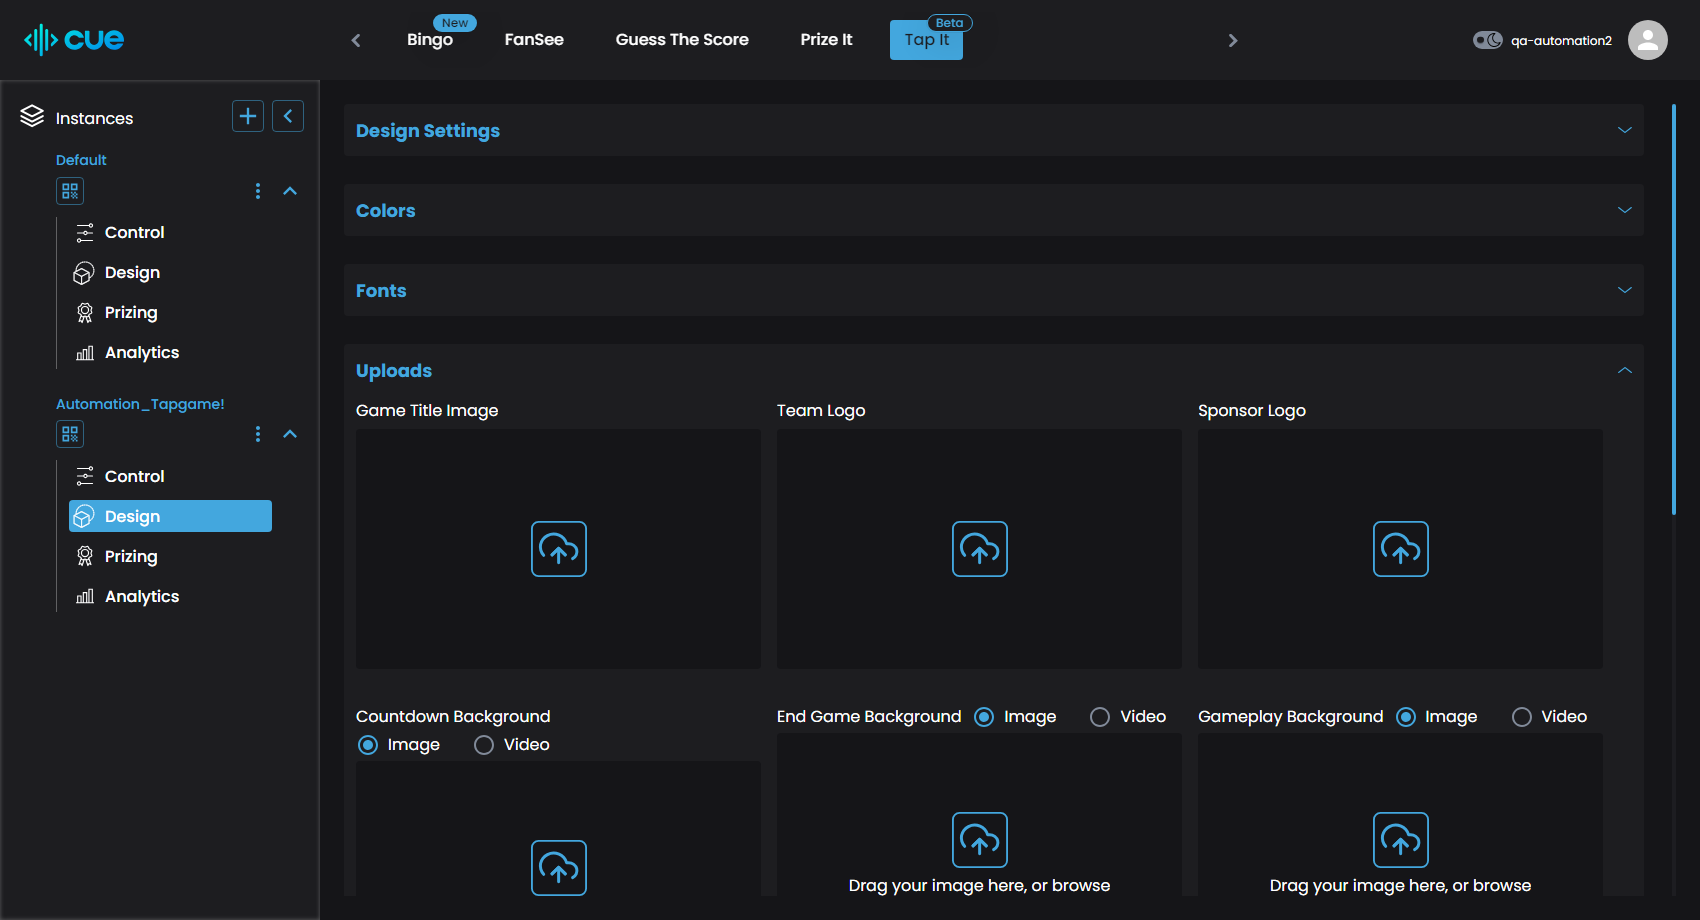 cue
New
Beta
Bingo
FanSee
Guess The Score
Prize It
Tap It
qa-automation2
Instances
Default
Control
Design
Prizing
Analytics
Automation_Tapgame!
Control
Design
Prizing
Analytics
Design Settings
Colors
Fonts
Uploads
Game Title Image
Team Logo
Sponsor Logo
Countdown Background
Image
Video
End Game Background
Image
Video
Gameplay Background
Image
Video
Drag your image here, or browse
Drag your image here, or browse